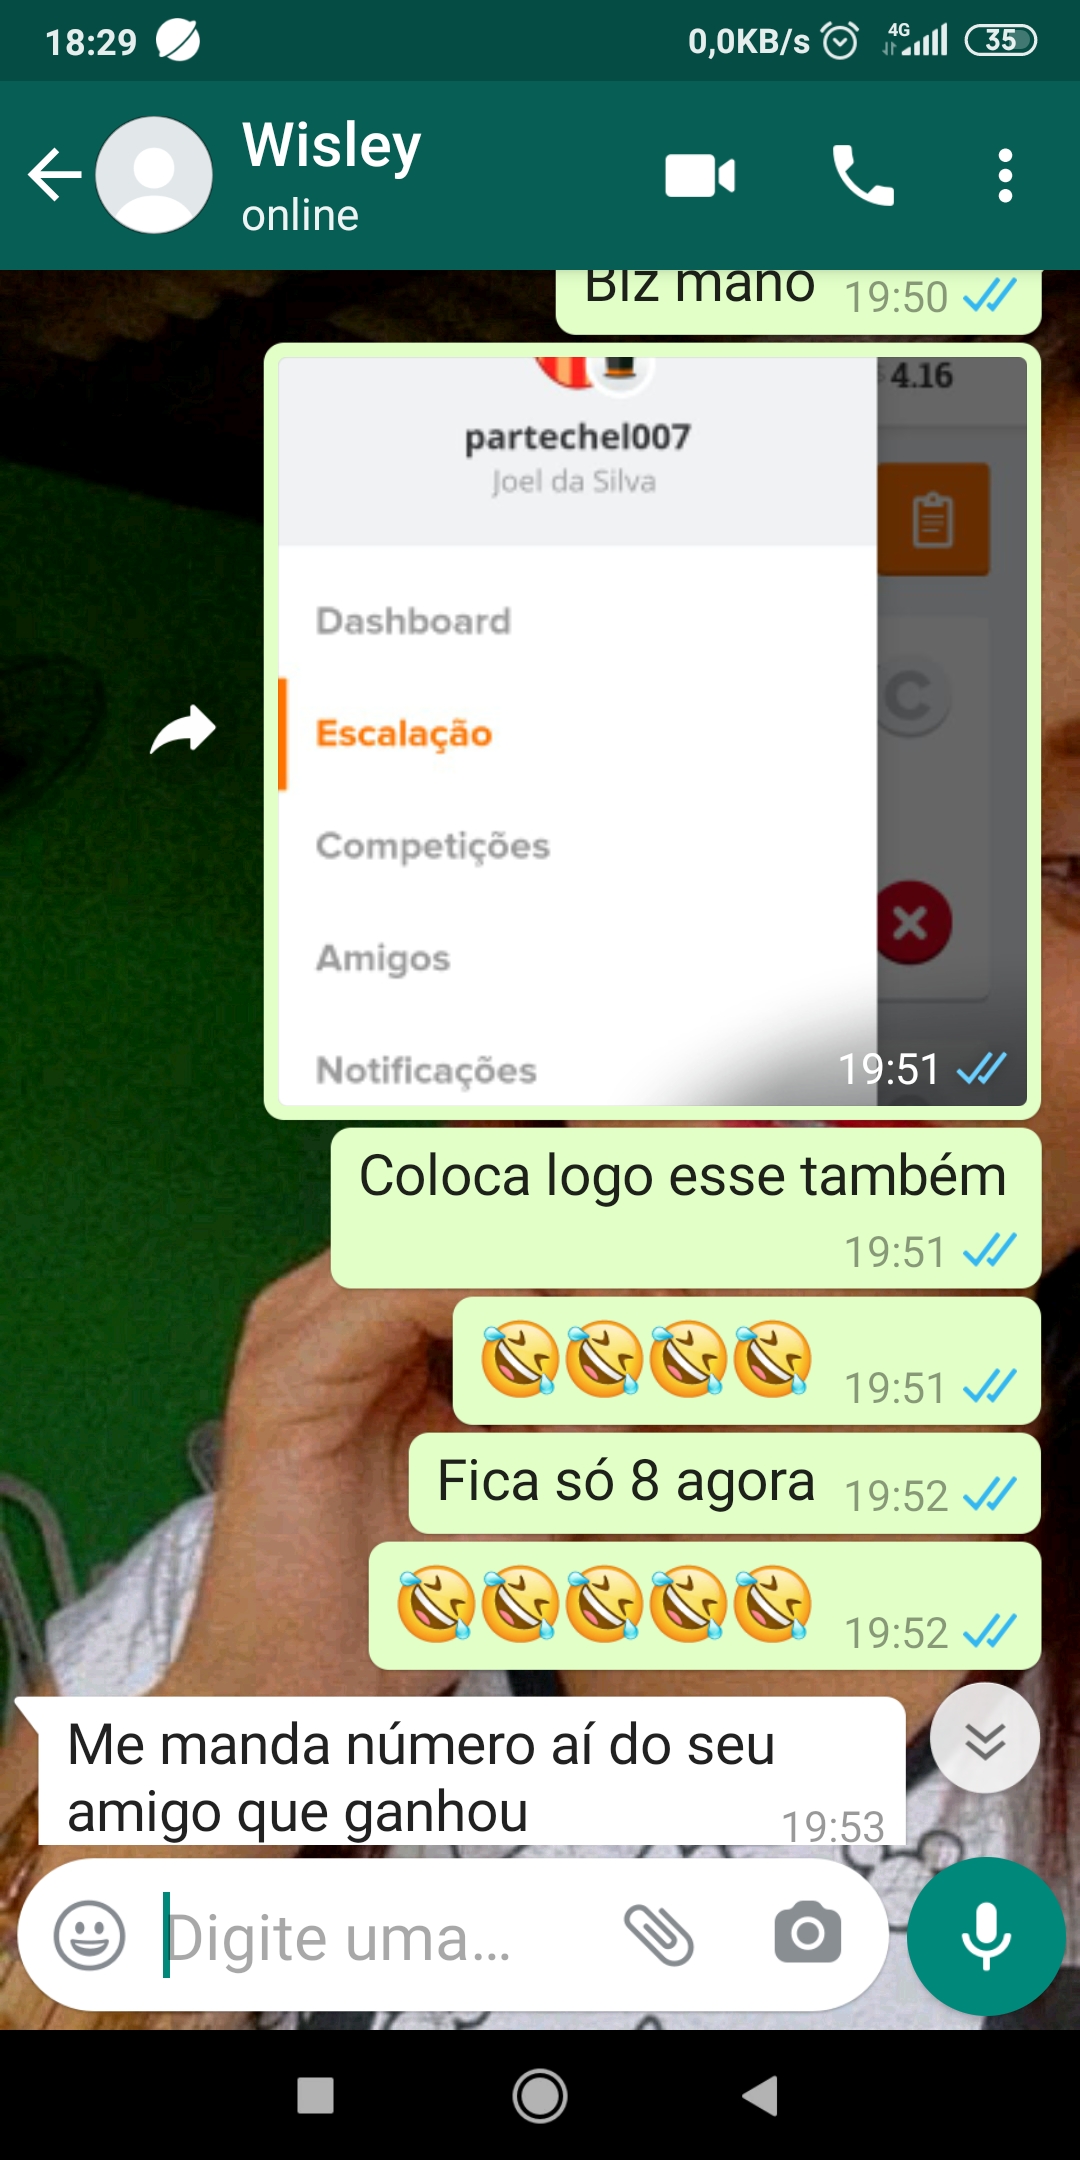 18:29
0,0KB/s 4G 35
Wisley
online
Blz mano 19:50
4.16
partechel007
Joel da Silva
Dashboard
Escalação
Competições
Amigos
Notificações
19:51
Coloca logo esse também
19:51
🤣🤣🤣🤣 19:51
Fica só 8 agora 19:52
🤣🤣🤣🤣🤣 19:52
Me manda número aí do seu
amigo que ganhou 19:53
Digite uma...